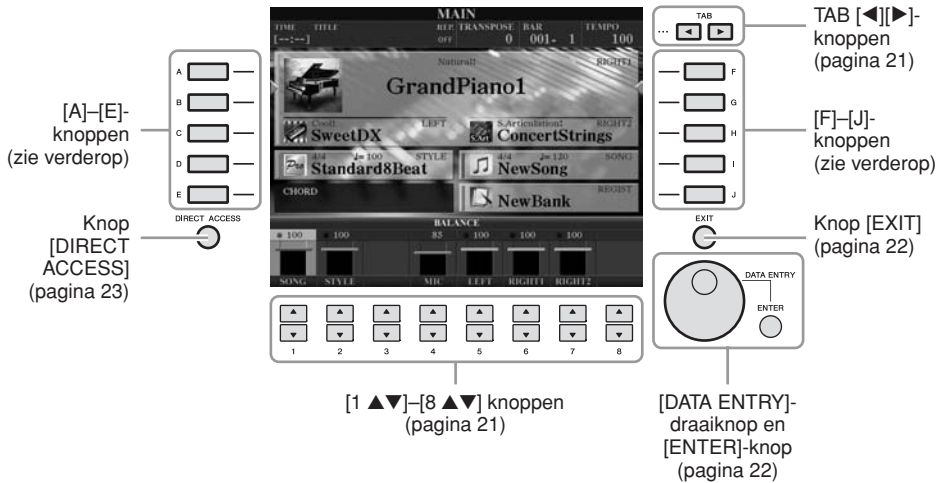 MAIN
TIME TITLE REP. TRANSPOSE BAR TEMPO
[--:--] OFF 0 001- 1 100
Natural! RIGHT1
GrandPiano1
Cool! LEFT
SweetDX
S.Articulation! RIGHT2
S.Art
ConcertStrings
4/4 ♩= 100 STYLE
Pro
Standard8Beat
4/4 ♩= 120 SONG
NewSong
CHORD
REGIST
NewBank
BALANCE
100 100 85 100 100 100
SONG STYLE MIC LEFT RIGHT1 RIGHT2
A
B
C
D
E
[A]–[E]-
knoppen
(zie verderop)
DIRECT ACCESS
Knop
[DIRECT
ACCESS]
(pagina 23)
TAB
... ◀ ▶
TAB [◀][▶]-
knoppen
(pagina 21)
F
G
H
I
J
[F]–[J]-
knoppen
(zie verderop)
EXIT
Knop [EXIT]
(pagina 22)
DATA ENTRY
ENTER
1 2 3 4 5 6 7 8
[1 ▲▼]–[8 ▲▼] knoppen
(pagina 21)
[DATA ENTRY]-
draaiknop en
[ENTER]-knop
(pagina 22)